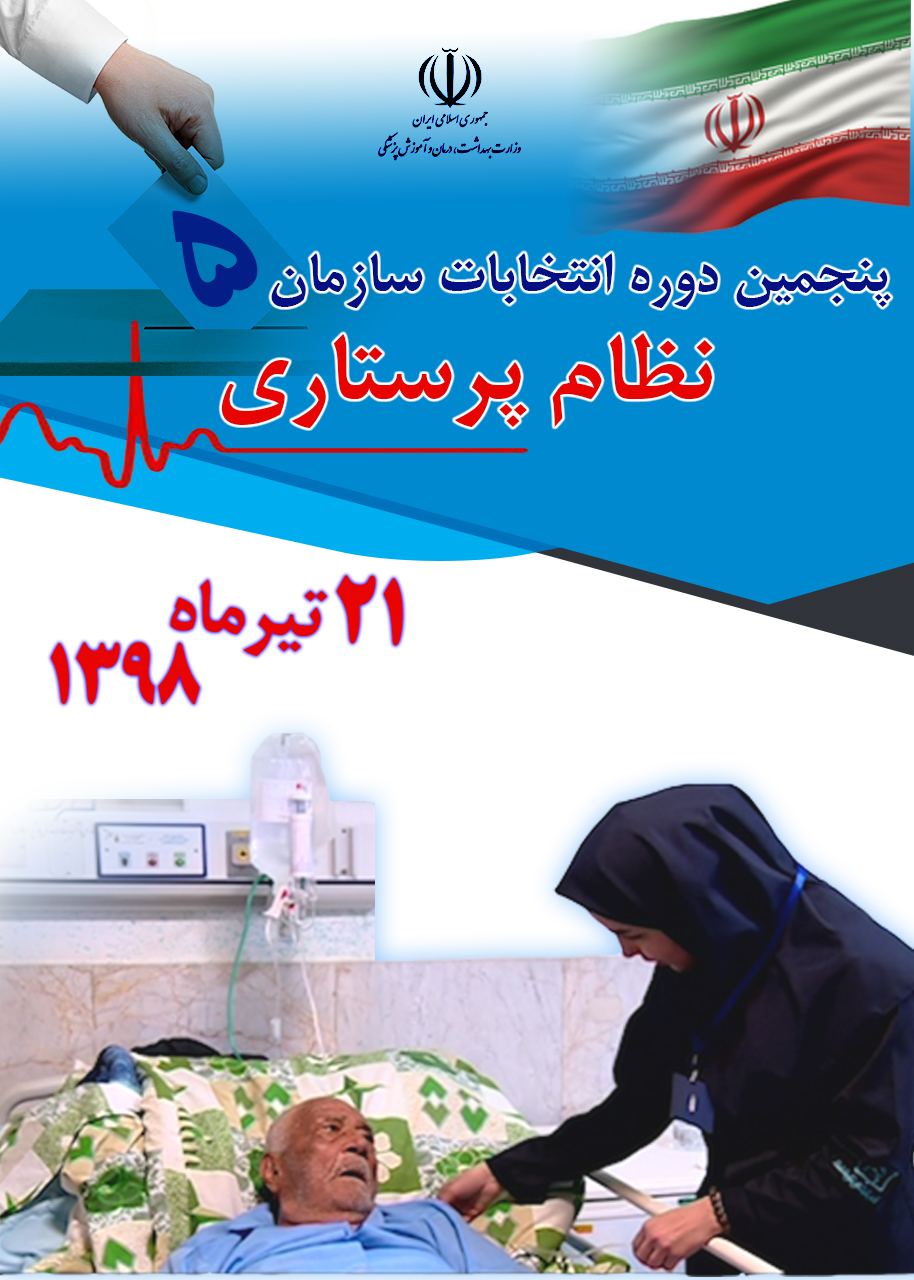 جمهوری اسلامی ایران
وزارت بهداشت، درمان و آموزش پزشکی
پنجمین دوره انتخابات سازمان
۵
نظام پرستاری
۲۱ تیرماه
۱۳۹۸